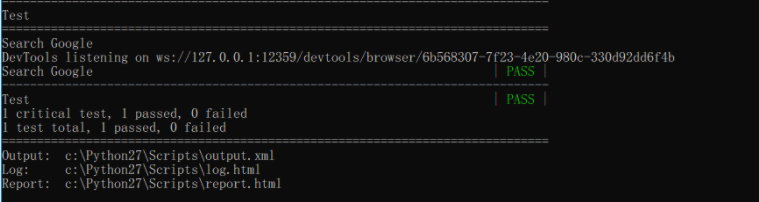 ==============================================================================
Test
==============================================================================
Search Google
DevTools listening on ws://127.0.0.1:12359/devtools/browser/6b568307-7f23-4e20-980c-330d92dd6f4b
Search Google                                                         | PASS |
------------------------------------------------------------------------------
Test                                                                  | PASS |
1 critical test, 1 passed, 0 failed
1 test total, 1 passed, 0 failed
==============================================================================
Output:  c:\Python27\Scripts\output.xml
Log:     c:\Python27\Scripts\log.html
Report:  c:\Python27\Scripts\report.html